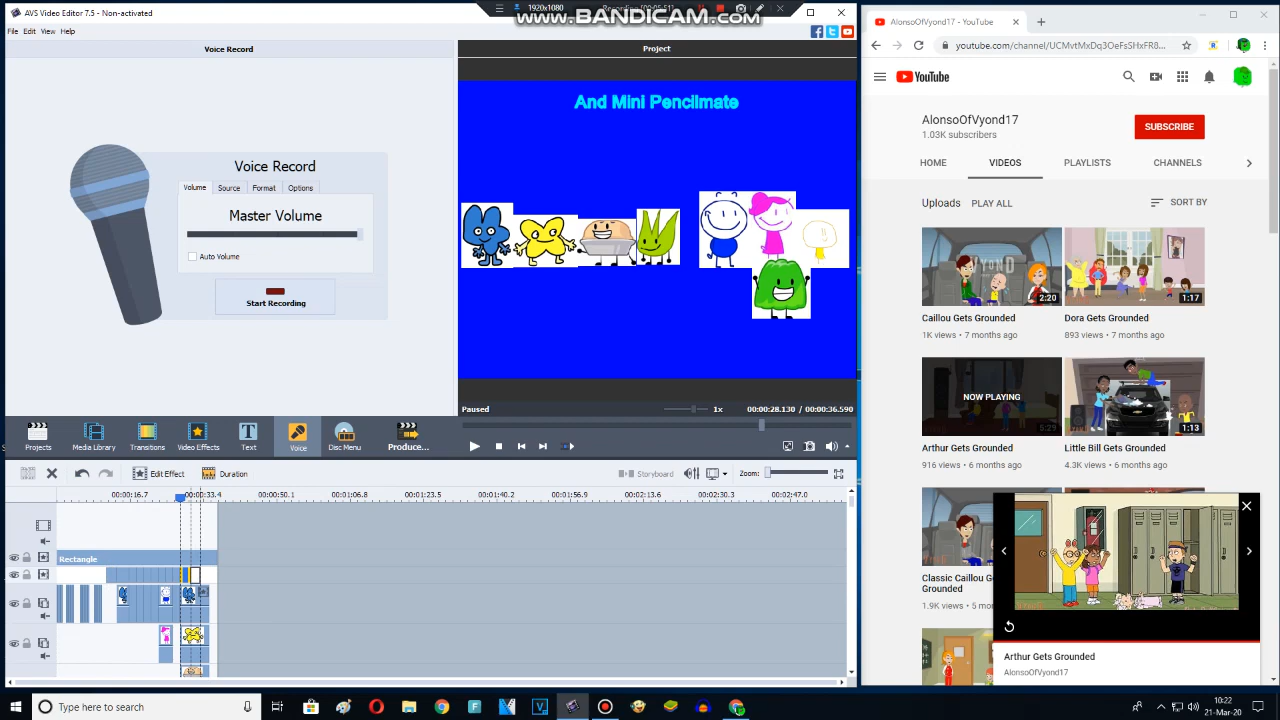 AVS Video Editor 7.5 - Non-activated
1920x1080
www.BANDICAM.com
File Edit View Help
Voice Record
Project
And Mini Pencilmate
Voice Record
Volume Source Format Options
Master Volume
Auto Volume
Start Recording
Paused
1x
00:00:28.130 / 00:00:36.590
Projects
Media Library
Transitions
Video Effects
Text
Voice
Disc Menu
Produce...
Edit Effect
Duration
Storyboard
Zoom:
00:00:16.7 00:00:33.4 00:00:50.1 00:01:06.8 00:01:23.5 00:01:40.2 00:01:56.9 00:02:13.6 00:02:30.3 00:02:47.0
Rectangle
AlonsoOfVyond17 - YouTube
youtube.com/channel/UCMvtMxDq3OeFsSHxFR8...
YouTube
AlonsoOfVyond17
1.03K subscribers
SUBSCRIBE
HOME VIDEOS PLAYLISTS CHANNELS
Uploads PLAY ALL
SORT BY
VYOND
2:20
1:17
Caillou Gets Grounded
1K views • 7 months ago
Dora Gets Grounded
893 views • 7 months ago
NOW PLAYING
5:29
1:13
Arthur Gets Grounded
916 views • 6 months ago
Little Bill Gets Grounded
4.3K views • 6 months ago
Classic Caillou Gets
Grounded
1.9K views • 5 mon
Arthur Gets Grounded
AlonsoOfVyond17
Type here to search
10:22
21-Mar-20